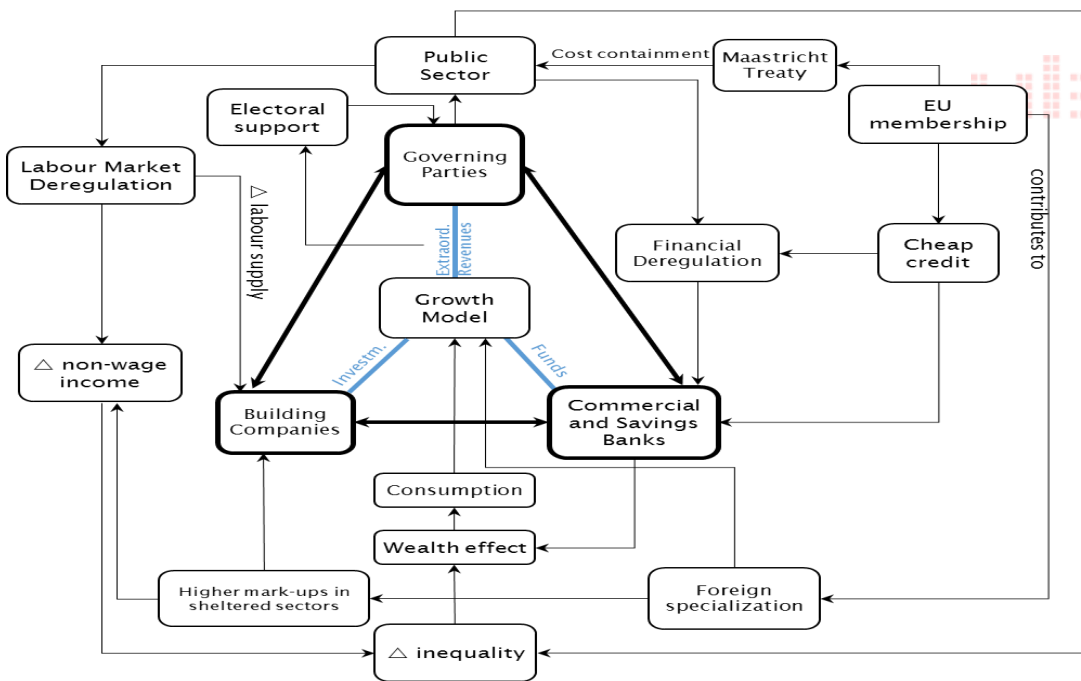 Public
Sector
Cost containment
Maastricht
Treaty
EU
membership
Electoral
support
Governing
Parties
Labour Market
Deregulation
△ labour supply
contributes to
Extraord.
Revenues
Financial
Deregulation
Cheap
credit
Growth
Model
△ non-wage
income
Investm.
Funds
Building
Companies
Commercial
and Savings
Banks
Consumption
Wealth effect
Higher mark-ups in
sheltered sectors
Foreign
specialization
△ inequality